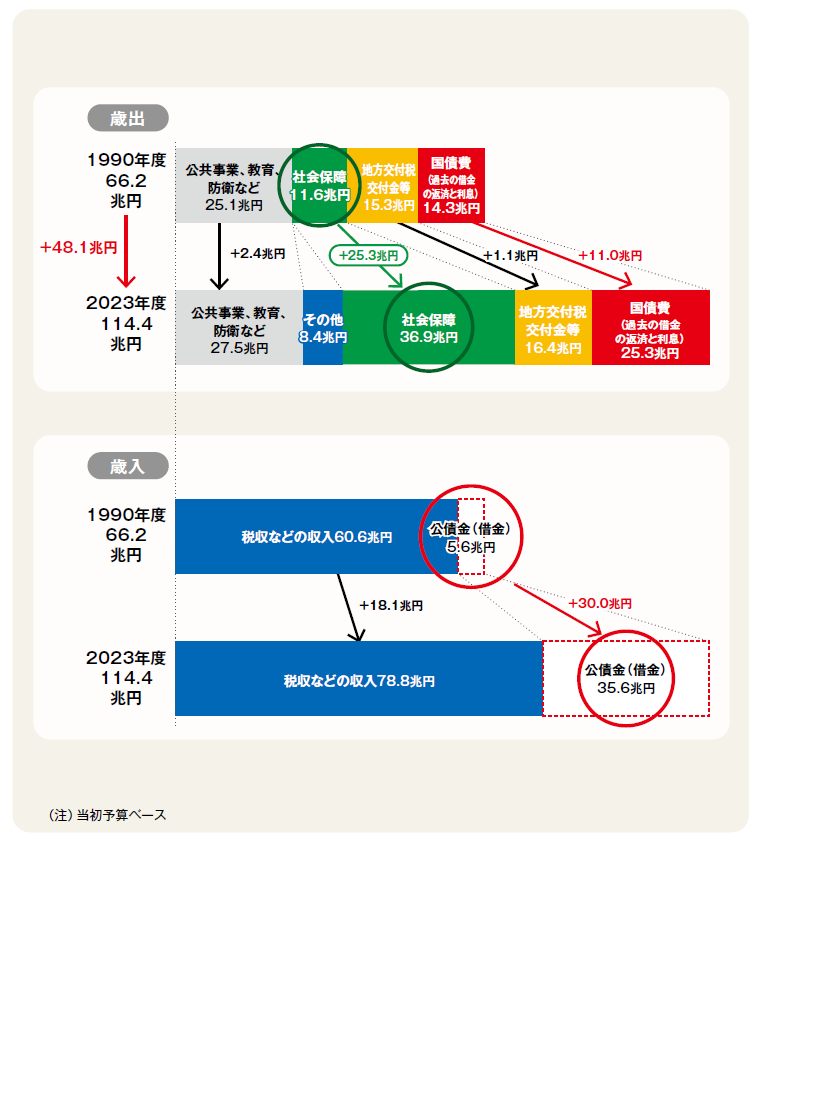 歳出
1990年度
66.2
兆円
公共事業、教育、
防衛など
25.1兆円
社会保障
11.6兆円
地方交付税
交付金等
15.3兆円
国債費
(過去の借金
の返済と利息)
14.3兆円
+48.1兆円
+2.4兆円
+25.3兆円
+1.1兆円
+11.0兆円
2023年度
114.4
兆円
公共事業、教育、
防衛など
27.5兆円
その他
8.4兆円
社会保障
36.9兆円
地方交付税
交付金等
16.4兆円
国債費
(過去の借金
の返済と利息)
25.3兆円
歳入
1990年度
66.2
兆円
税収などの収入60.6兆円
公債金(借金)
5.6兆円
+18.1兆円
+30.0兆円
2023年度
114.4
兆円
税収などの収入78.8兆円
公債金(借金)
35.6兆円
(注)当初予算ベース